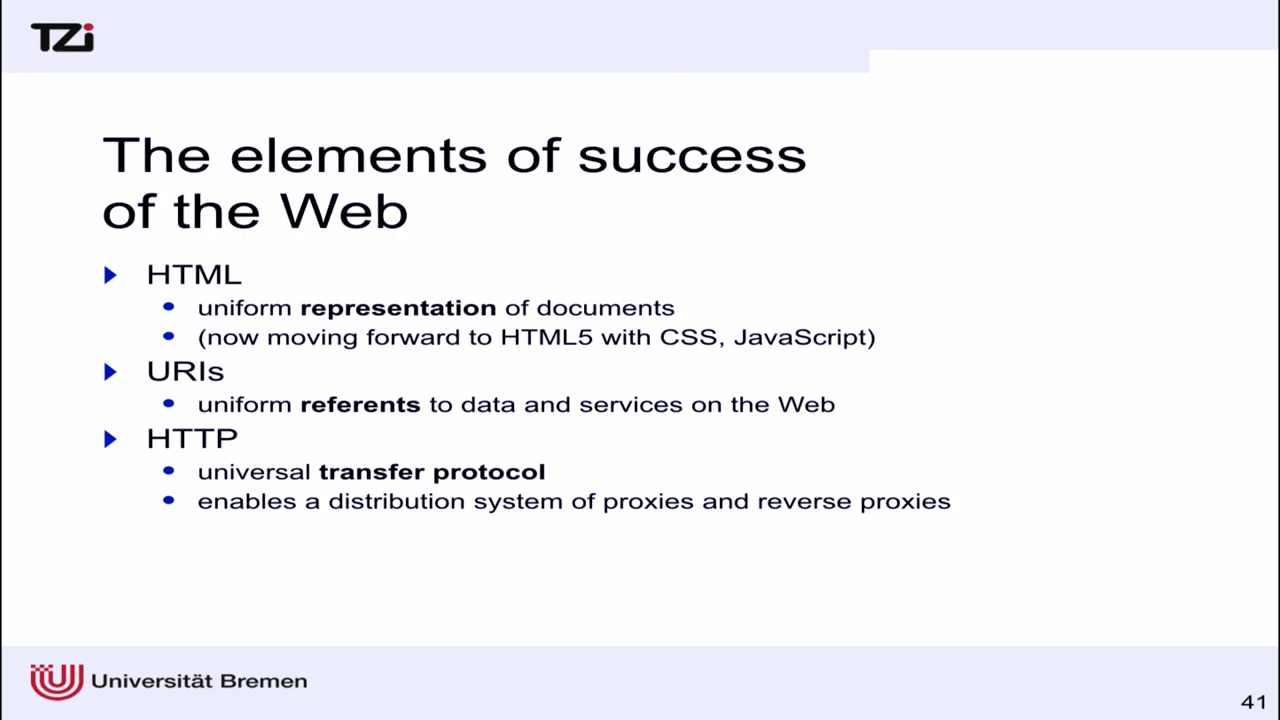 TZi
The elements of success
of the Web
HTML
uniform representation of documents
(now moving forward to HTML5 with CSS, JavaScript)
URIs
uniform referents to data and services on the Web
HTTP
universal transfer protocol
enables a distribution system of proxies and reverse proxies
Universität Bremen
41